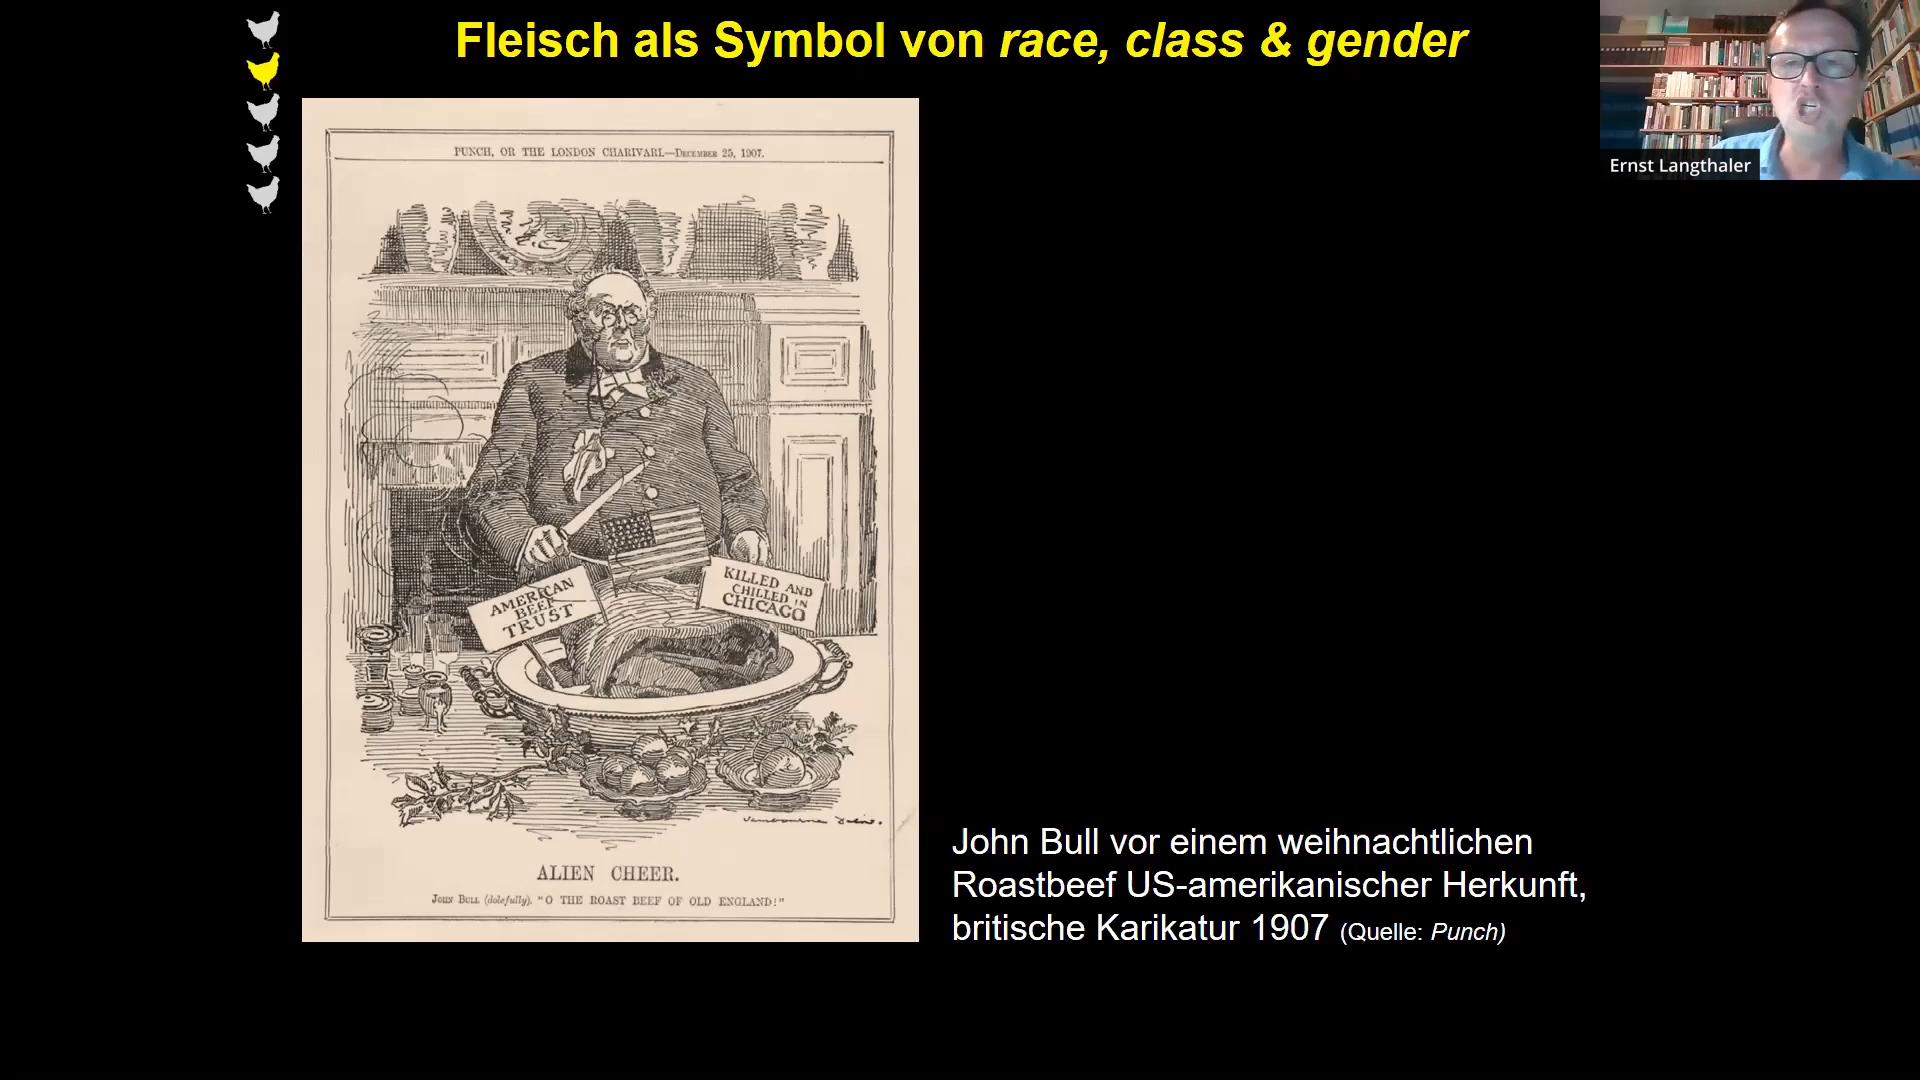 Fleisch als Symbol von race, class & gender
Ernst Langthaler
PUNCH, OR THE LONDON CHARIVARI.—DECEMBER 25, 1907.
AMERICAN
BEEF
TRUST
KILLED AND
CHILLED IN
CHICAGO
ALIEN CHEER.
JOHN BULL (dolefully). "O THE ROAST BEEF OF OLD ENGLAND!"
John Bull vor einem weihnachtlichen
Roastbeef US-amerikanischer Herkunft,
britische Karikatur 1907 (Quelle: Punch)